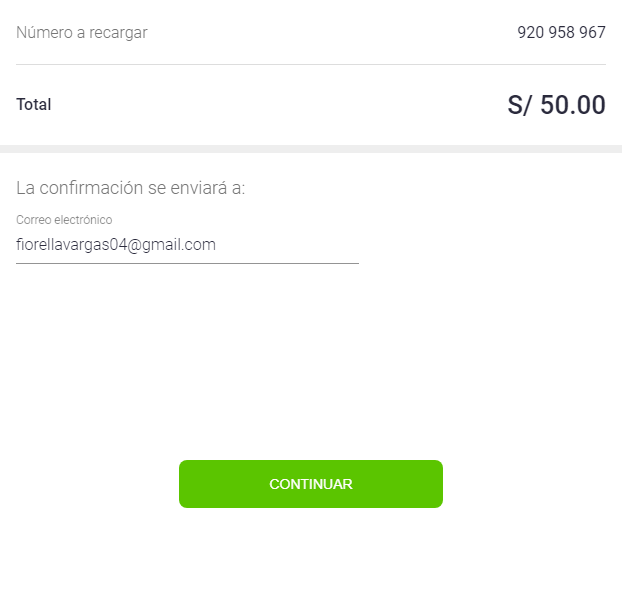 Número a recargar 920 958 967
Total S/ 50.00
La confirmación se enviará a:
Correo electrónico
fiorellavargas04@gmail.com
CONTINUAR